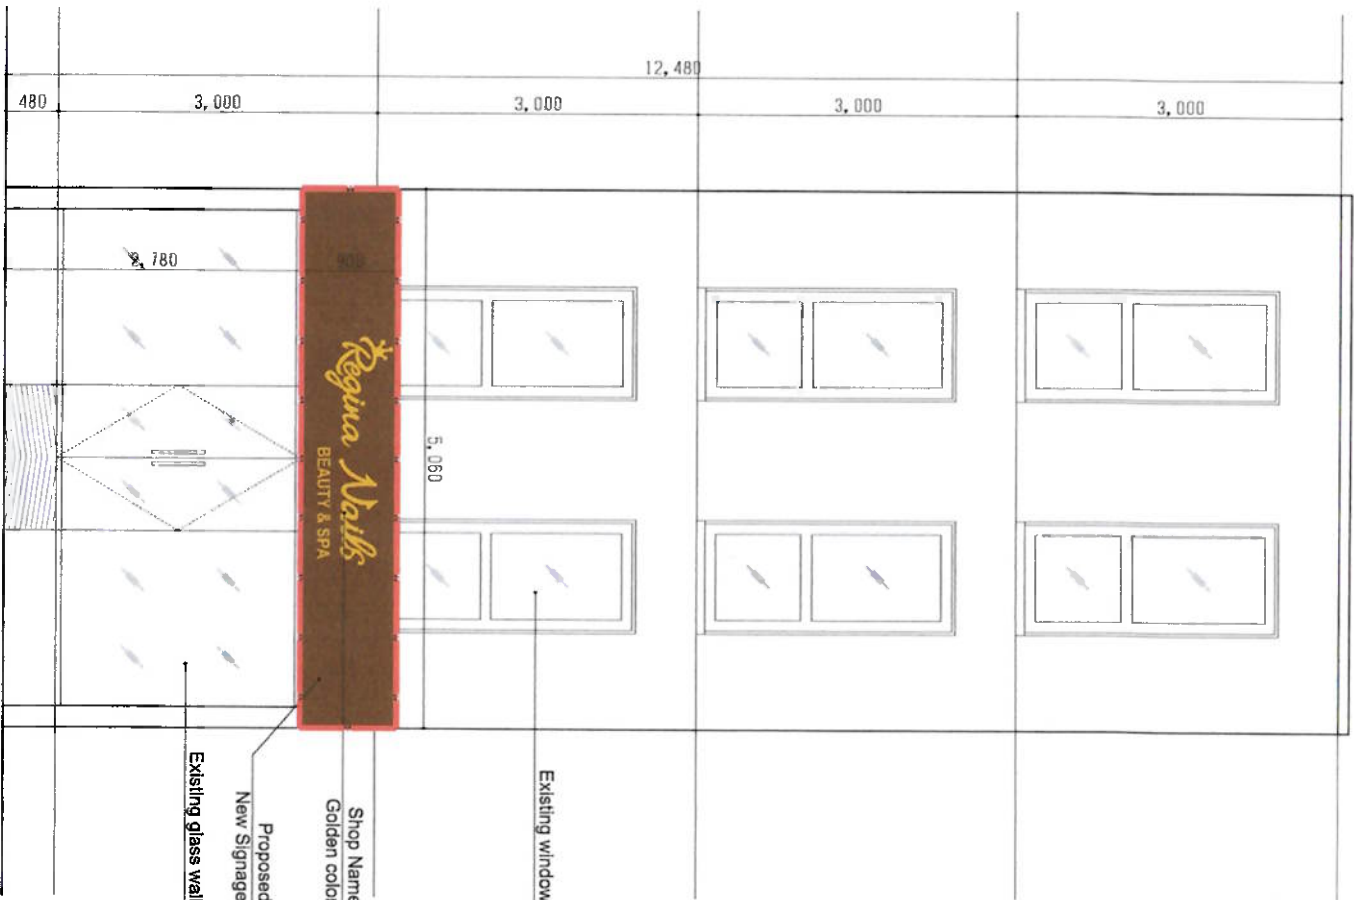 12,480
480
3,000
3,000
3,000
3,000
2,780
900
5,060
Regina Nails
BEAUTY & SPA
Existing window
Shop Name
Golden color
Proposed
New Signage
Existing glass wall